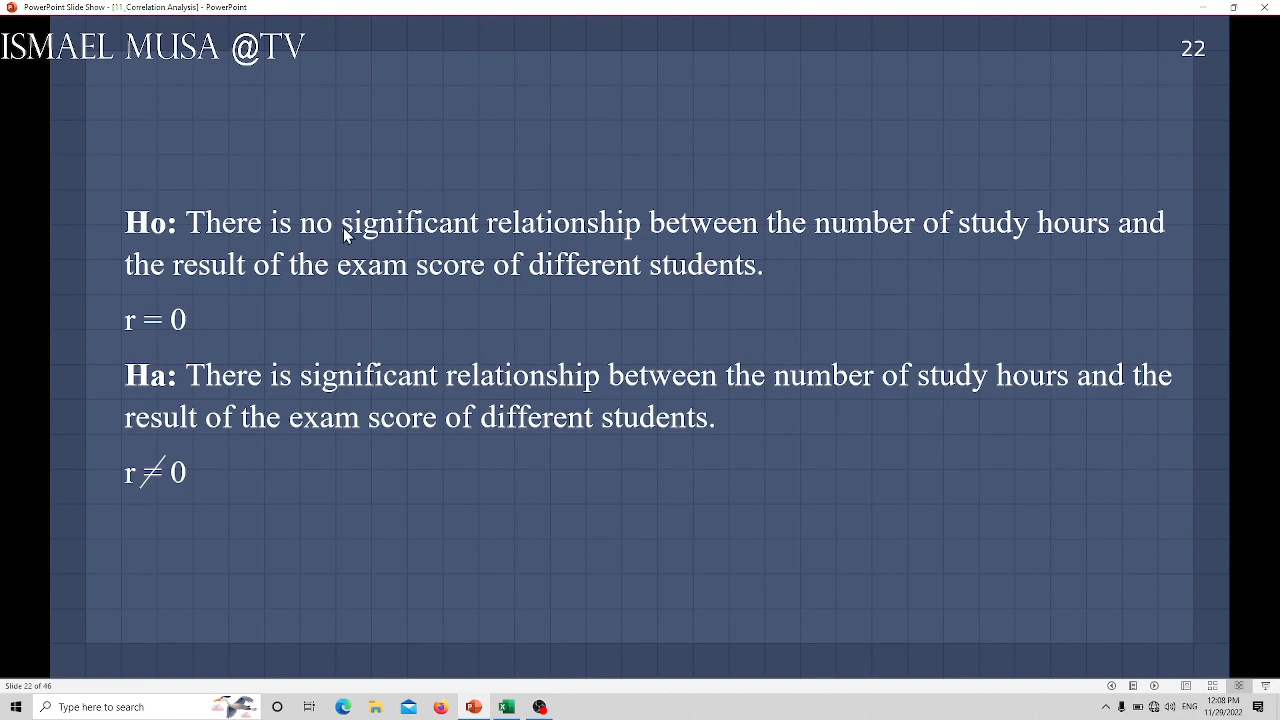 PowerPoint Slide Show - [11_Correlation Analysis] - PowerPoint
ISMAEL MUSA @TV
22
Ho: There is no significant relationship between the number of study hours and
the result of the exam score of different students.
r = 0
Ha: There is significant relationship between the number of study hours and the
result of the exam score of different students.
r ≠ 0
Slide 22 of 46
Type here to search
ENG
12:08 PM
11/29/2022